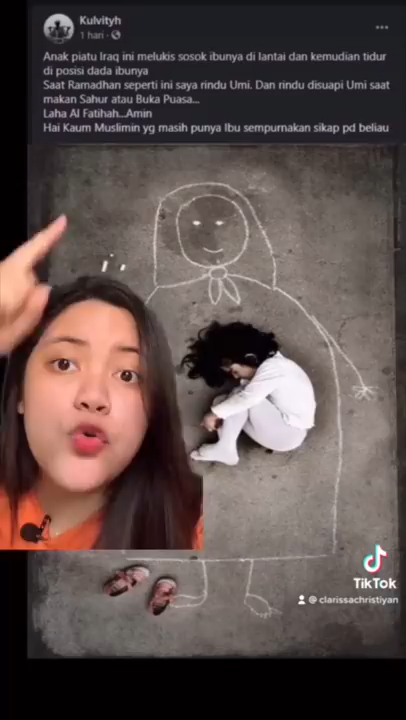 Kulvityh
1 hari
Anak piatu Iraq ini melukis sosok ibunya di lantai dan kemudian tidur
di posisi dada ibunya
Saat Ramadhan seperti ini saya rindu Umi. Dan rindu disuapi Umi saat
makan Sahur atau Buka Puasa...
Laha Al Fatihah...Amin
Hai Kaum Muslimin yg masih punya Ibu sempurnakan sikap pd beliau
TikTok
@ clarissachristiyan